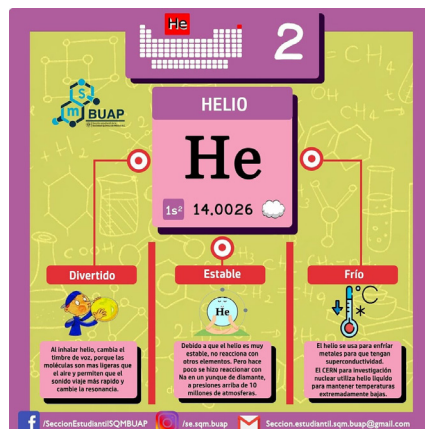 He
2
S
m
BUAP
HELIO
He
1s²
14,0026
Divertido
Estable
Frío
°C
He
Al inhalar helio, cambia el
timbre de voz, porque las
moléculas son mas ligeras que
el aire y permiten que el
sonido viaje más rapido y
cambie la resonancia.
Debido a que el helio es muy
estable, no reacciona con
otros elementos. Pero hace
poco se hizo reaccionar con
Na en un yunque de diamante,
a presiones arriba de 10
millones de atmosferas.
El helio se usa para enfriar
metales para que tengan
superconductividad.
El CERN para investigación
nuclear utiliza helio líquido
para mantener temperaturas
extremadamente bajas.
/SeccionEstudiantilSQMBUAP
/se.sqm.buap
Seccion.estudiantil.sqm.buap@gmail.com